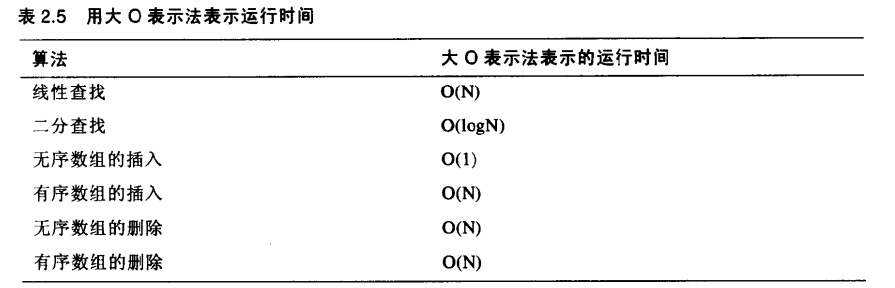 表 2.5 用大 O 表示法表示运行时间
算法 大 O 表示法表示的运行时间
线性查找 O(N)
二分查找 O(logN)
无序数组的插入 O(1)
有序数组的插入 O(N)
无序数组的删除 O(N)
有序数组的删除 O(N)